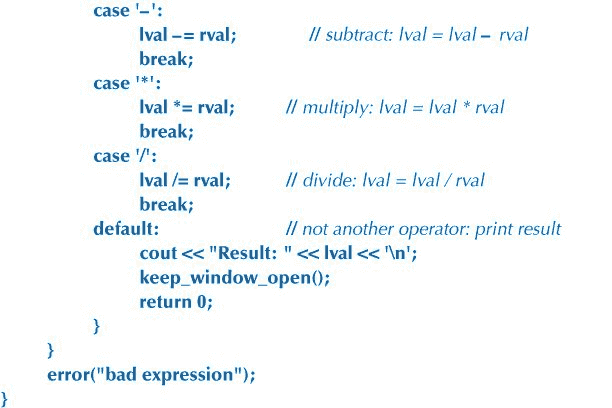 case '–':
lval –= rval; // subtract: lval = lval – rval
break;
case '*':
lval *= rval; // multiply: lval = lval * rval
break;
case '/':
lval /= rval; // divide: lval = lval / rval
break;
default: // not another operator: print result
cout << "Result: " << lval << '\n';
keep_window_open();
return 0;
}
}
error("bad expression");
}